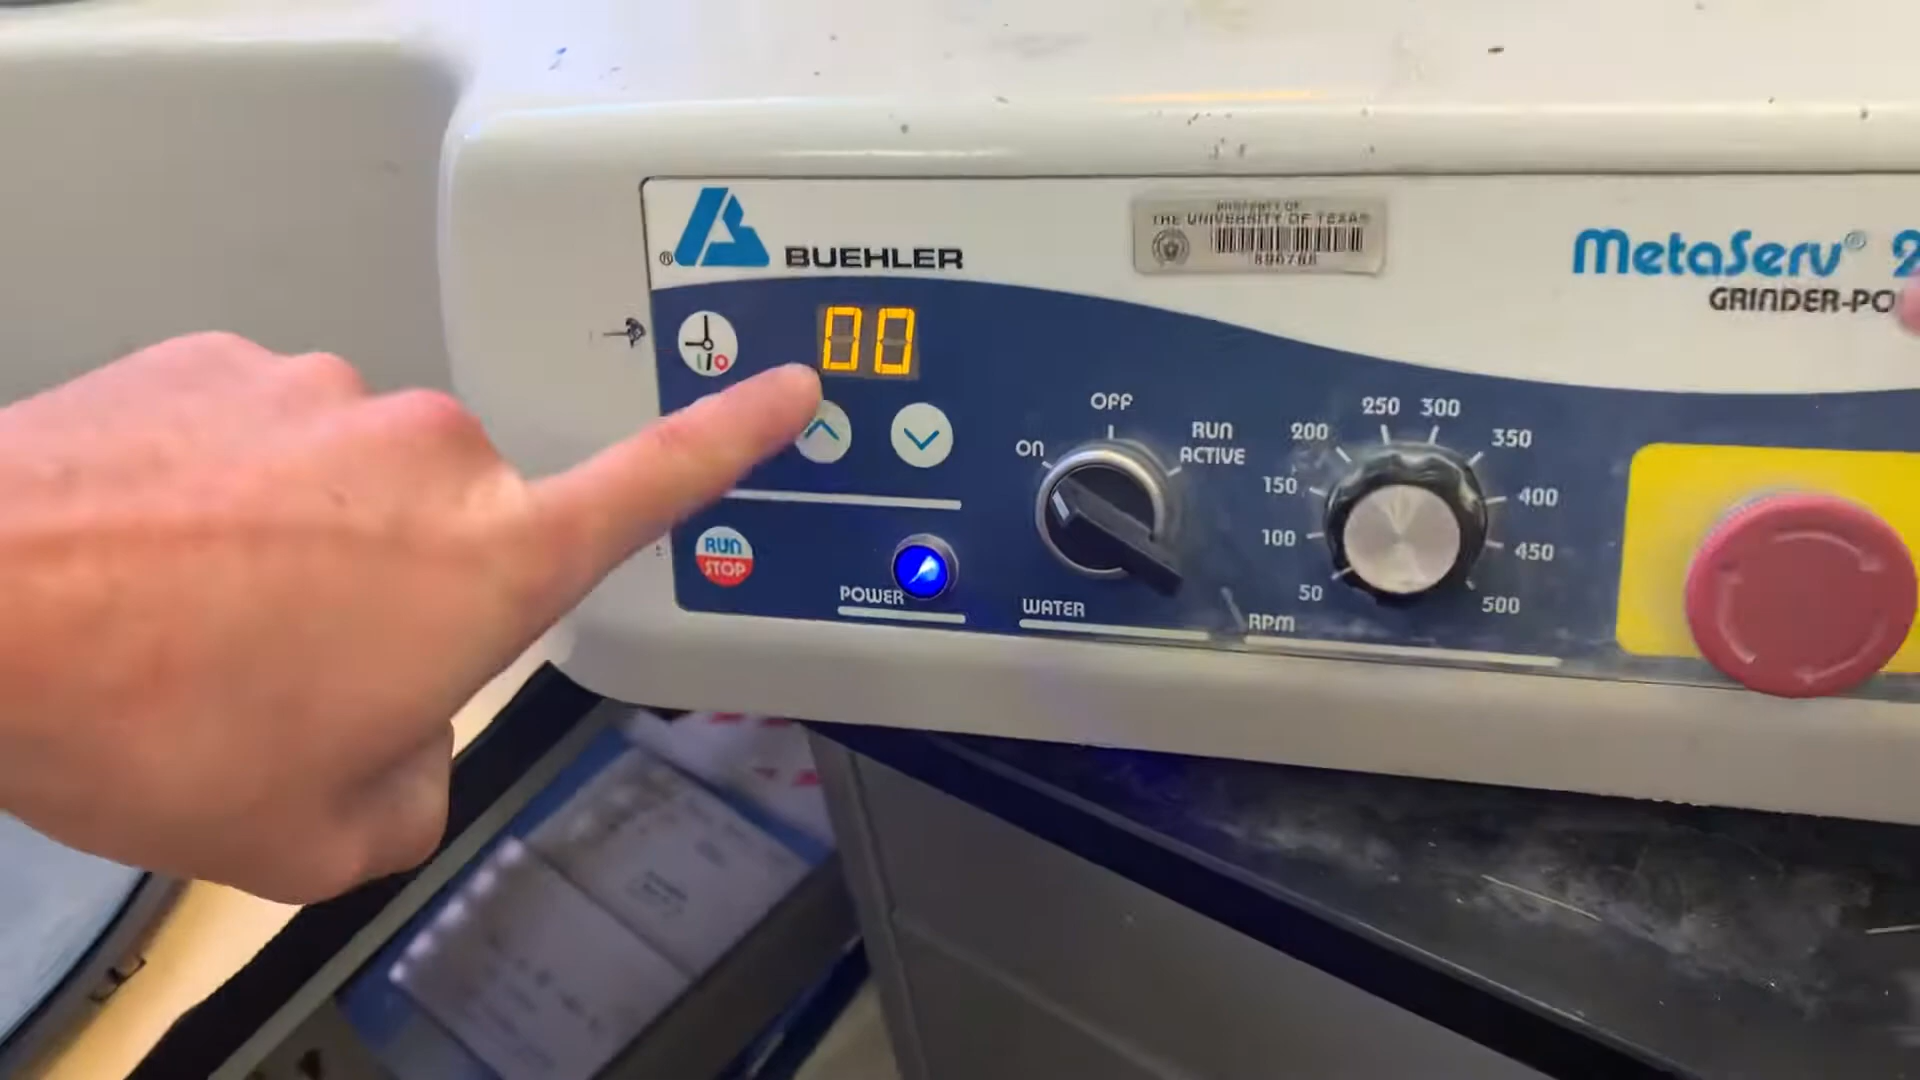 PROPERTY OF
THE UNIVERSITY OF TEXAS
® BUEHLER
MetaServ®
GRINDER-PO
00
OFF
ON
RUN
ACTIVE
RUN
STOP
POWER
WATER
50
100
150
200
250
300
350
400
450
500
RPM